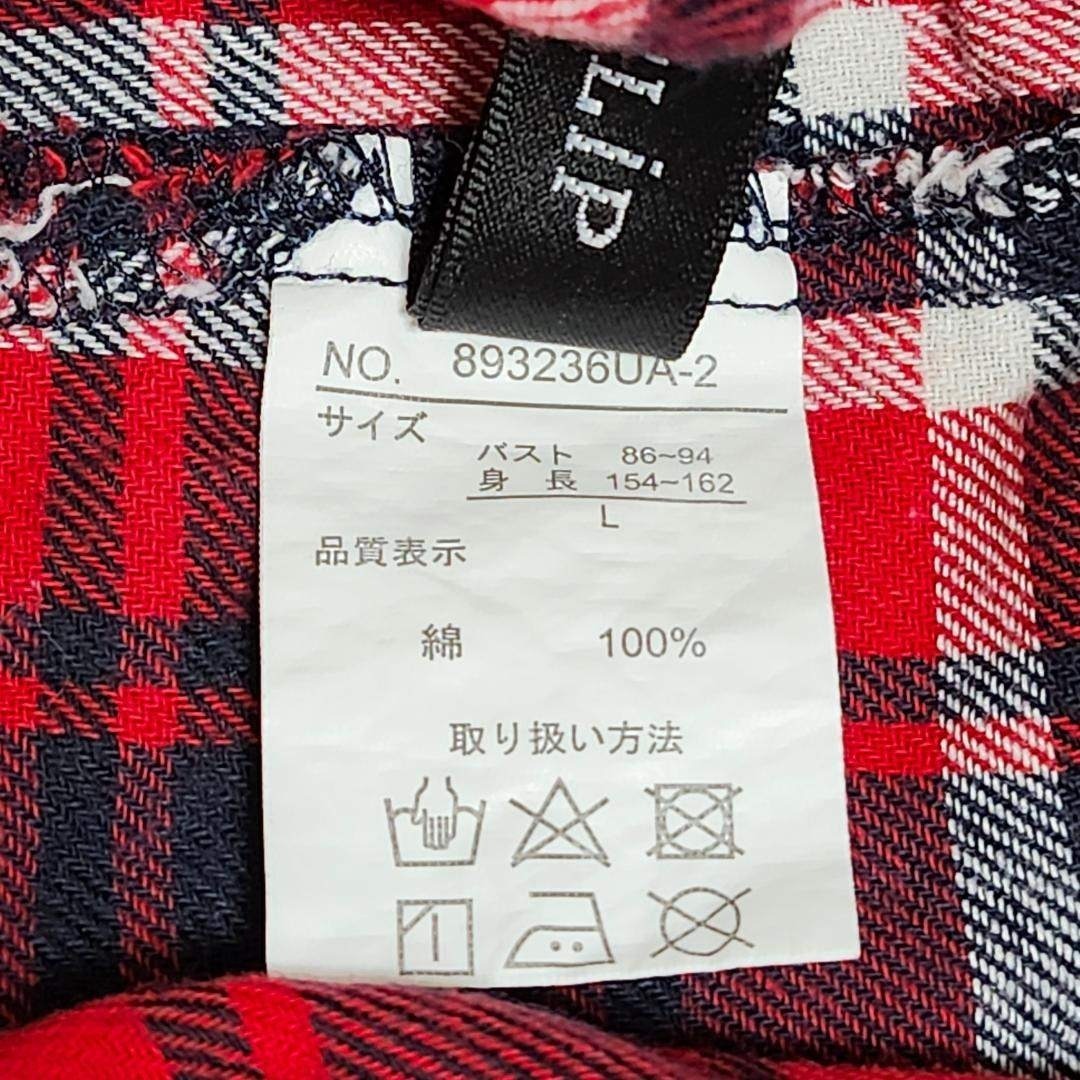 LiP
NO. 893236UA-2
サイズ
バスト 86~94
身 長 154~162
L
品質表示
綿 100%
取り扱い方法